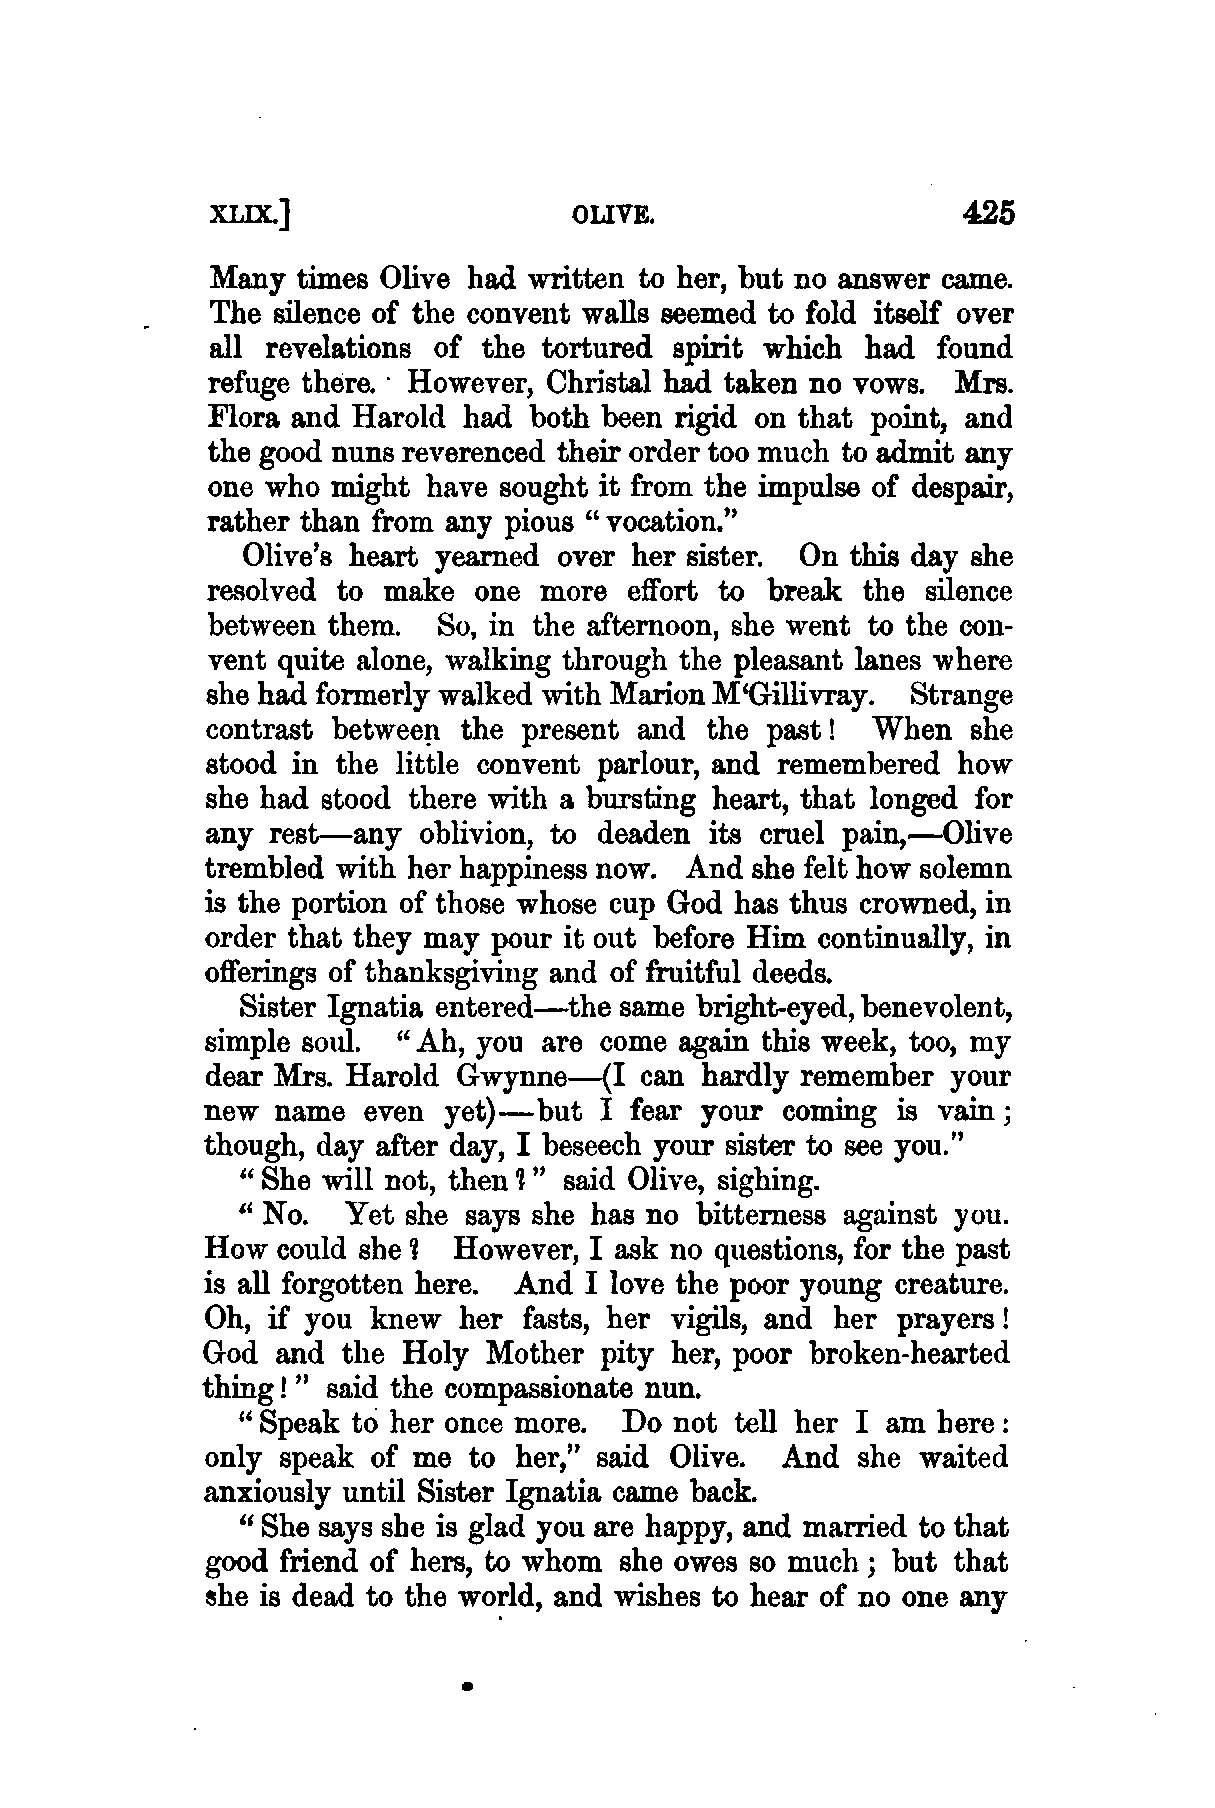 XLIX.] OLIVE. 425
Many times Olive had written to her, but no answer came.
The silence of the convent walls seemed to fold itself over
all revelations of the tortured spirit which had found
refuge there. However, Christal had taken no vows. Mrs.
Flora and Harold had both been rigid on that point, and
the good nuns reverenced their order too much to admit any
one who might have sought it from the impulse of despair,
rather than from any pious “vocation.”
Olive’s heart yearned over her sister. On this day she
resolved to make one more effort to break the silence
between them. So, in the afternoon, she went to the con-
vent quite alone, walking through the pleasant lanes where
she had formerly walked with Marion M‘Gillivray. Strange
contrast between the present and the past! When she
stood in the little convent parlour, and remembered how
she had stood there with a bursting heart, that longed for
any rest—any oblivion, to deaden its cruel pain,—Olive
trembled with her happiness now. And she felt how solemn
is the portion of those whose cup God has thus crowned, in
order that they may pour it out before Him continually, in
offerings of thanksgiving and of fruitful deeds.
Sister Ignatia entered—the same bright-eyed, benevolent,
simple soul. “Ah, you are come again this week, too, my
dear Mrs. Harold Gwynne—(I can hardly remember your
new name even yet)—but I fear your coming is vain;
though, day after day, I beseech your sister to see you.”
“She will not, then?” said Olive, sighing.
“No. Yet she says she has no bitterness against you.
How could she? However, I ask no questions, for the past
is all forgotten here. And I love the poor young creature.
Oh, if you knew her fasts, her vigils, and her prayers!
God and the Holy Mother pity her, poor broken-hearted
thing!” said the compassionate nun.
“Speak to her once more. Do not tell her I am here:
only speak of me to her,” said Olive. And she waited
anxiously until Sister Ignatia came back.
“She says she is glad you are happy, and married to that
good friend of hers, to whom she owes so much; but that
she is dead to the world, and wishes to hear of no one any